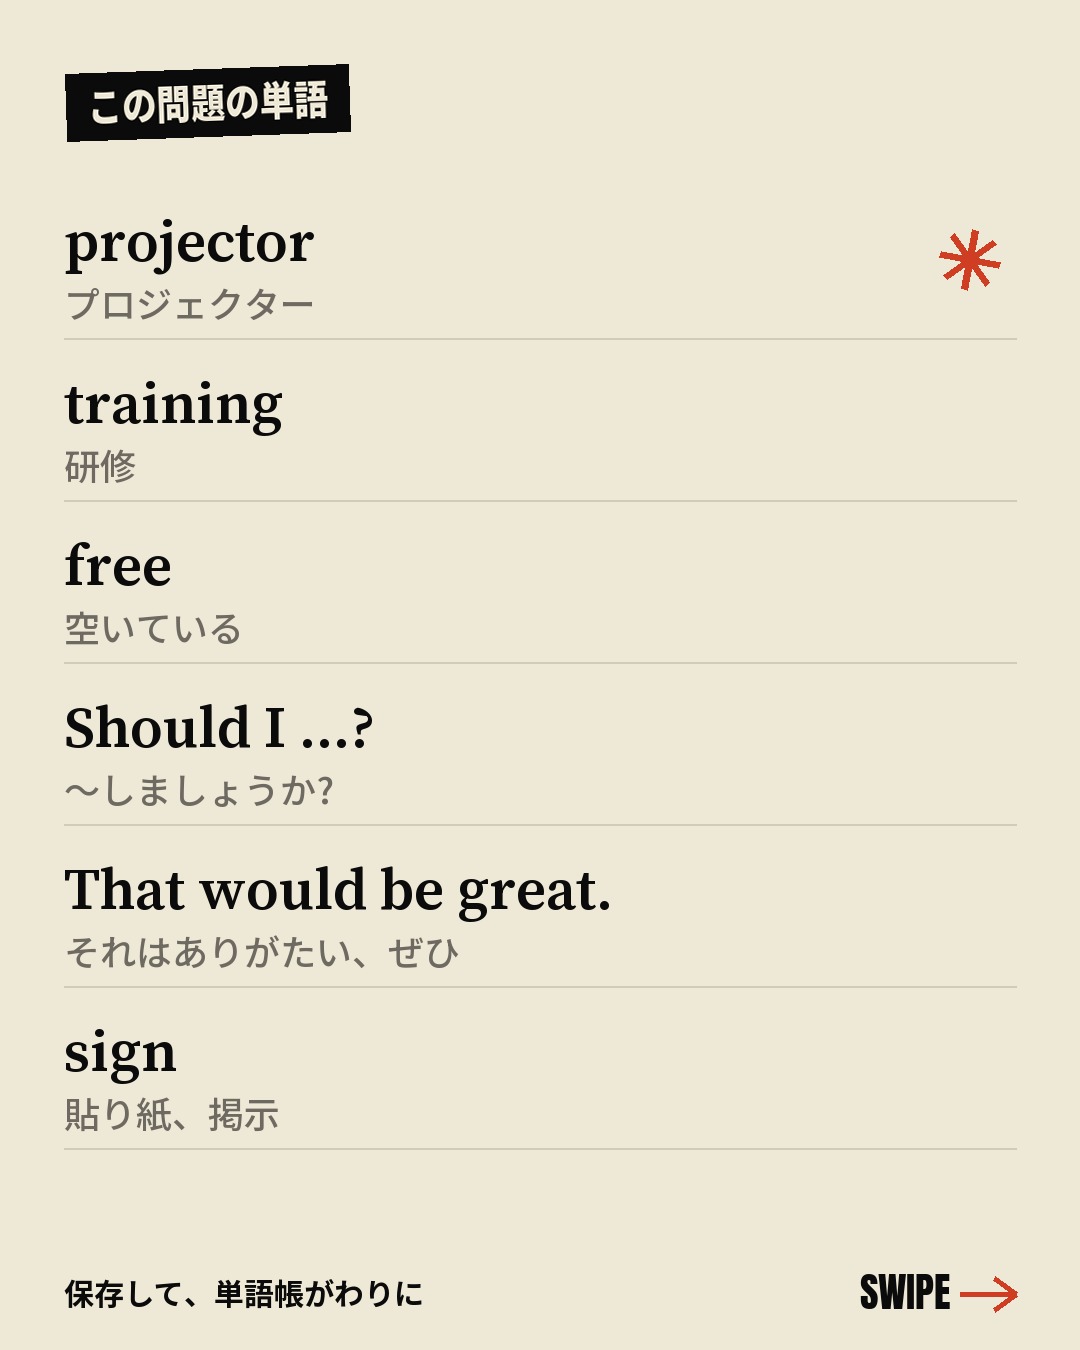 この問題の単語
projector
プロジェクター
training
研修
free
空いている
Should I ...?
〜しましょうか?
That would be great.
それはありがたい、ぜひ
sign
貼り紙、掲示
保存して、単語帳がわりに
SWIPE